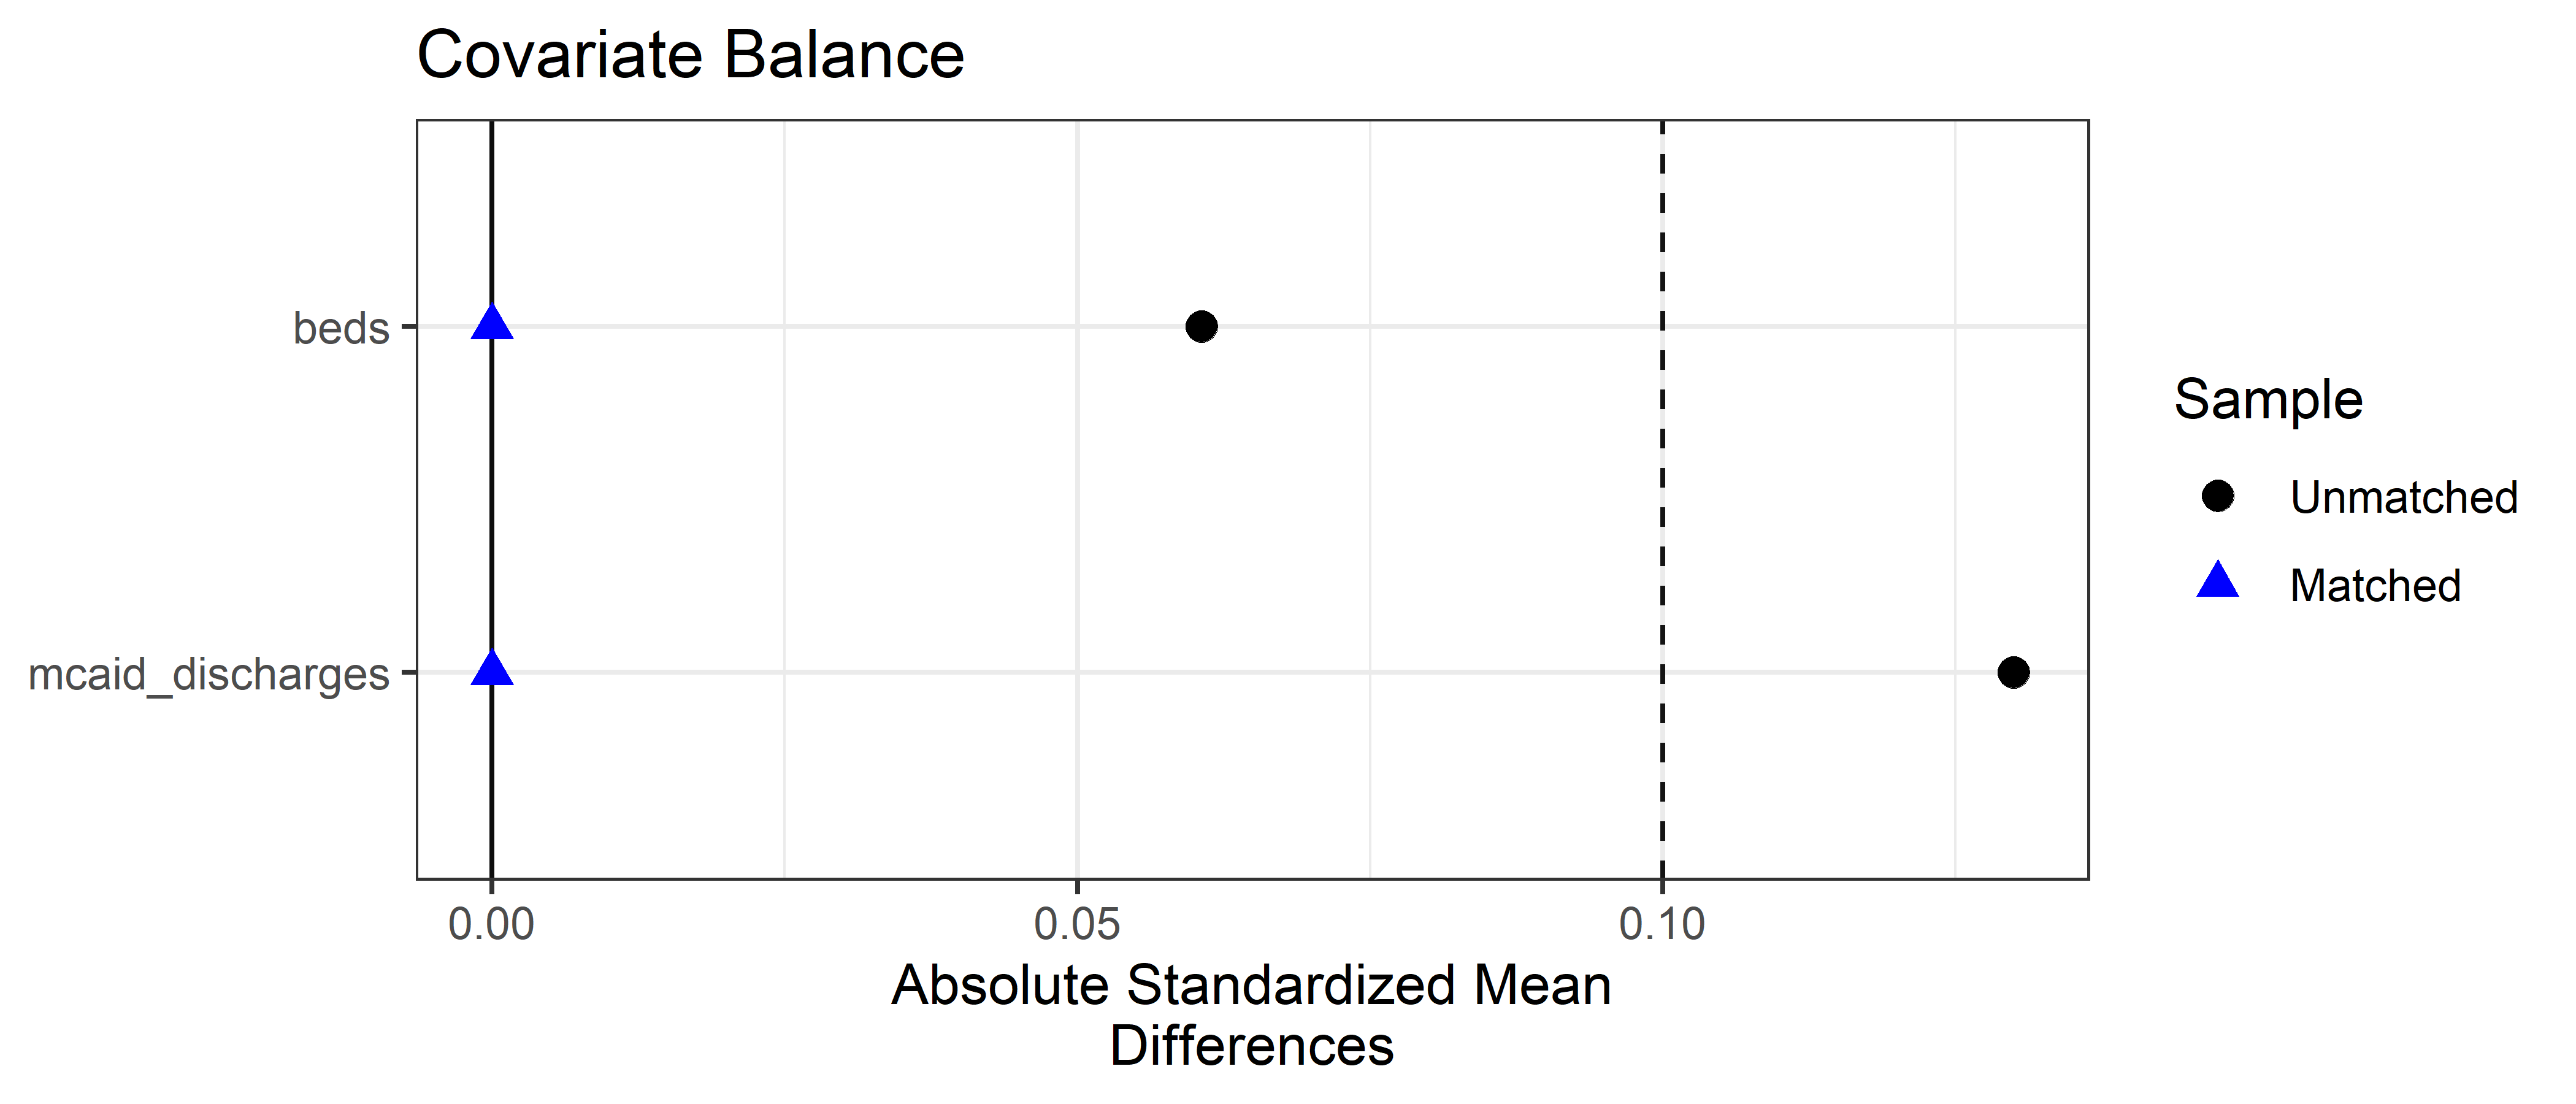 Covariate Balance
beds
mcaid_discharges
0.00
0.05
0.10
Absolute Standardized Mean
Differences
Sample
Unmatched
Matched